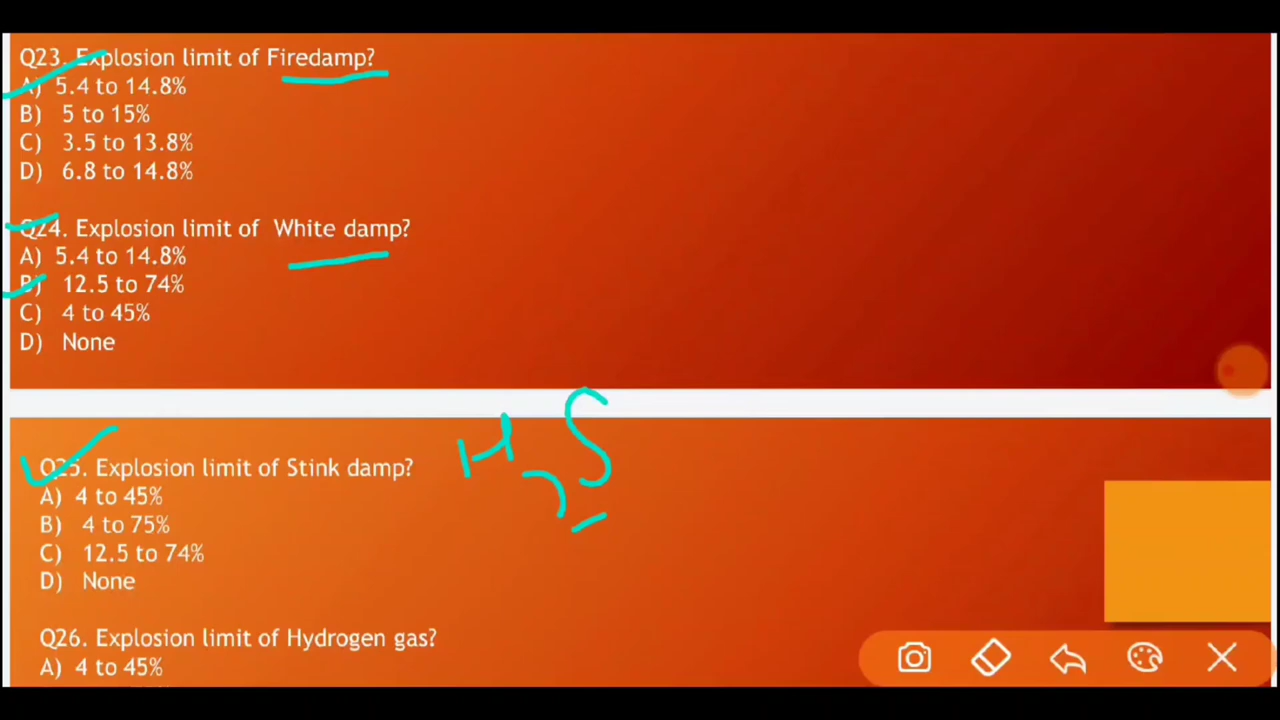 Q23. Explosion limit of Firedamp?
A) 5.4 to 14.8%
B) 5 to 15%
C) 3.5 to 13.8%
D) 6.8 to 14.8%
Q24. Explosion limit of White damp?
A) 5.4 to 14.8%
B) 12.5 to 74%
C) 4 to 45%
D) None
H2S
Q25. Explosion limit of Stink damp?
A) 4 to 45%
B) 4 to 75%
C) 12.5 to 74%
D) None
Q26. Explosion limit of Hydrogen gas?
A) 4 to 45%